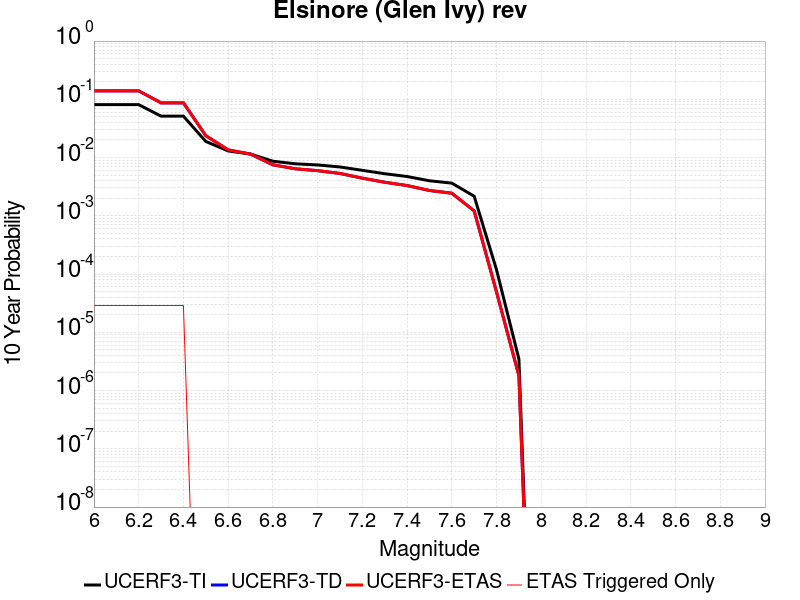 Elsinore (Glen Ivy) rev
10 0
10 -1
10 -2
10 -3
10 -4
10 -5
10 -6
10 -7
10 -8
10 Year Probability
6 6.2 6.4 6.6 6.8 7 7.2 7.4 7.6 7.8 8 8.2 8.4 8.6 8.8 9
Magnitude
UCERF3-TI UCERF3-TD UCERF3-ETAS ETAS Triggered Only